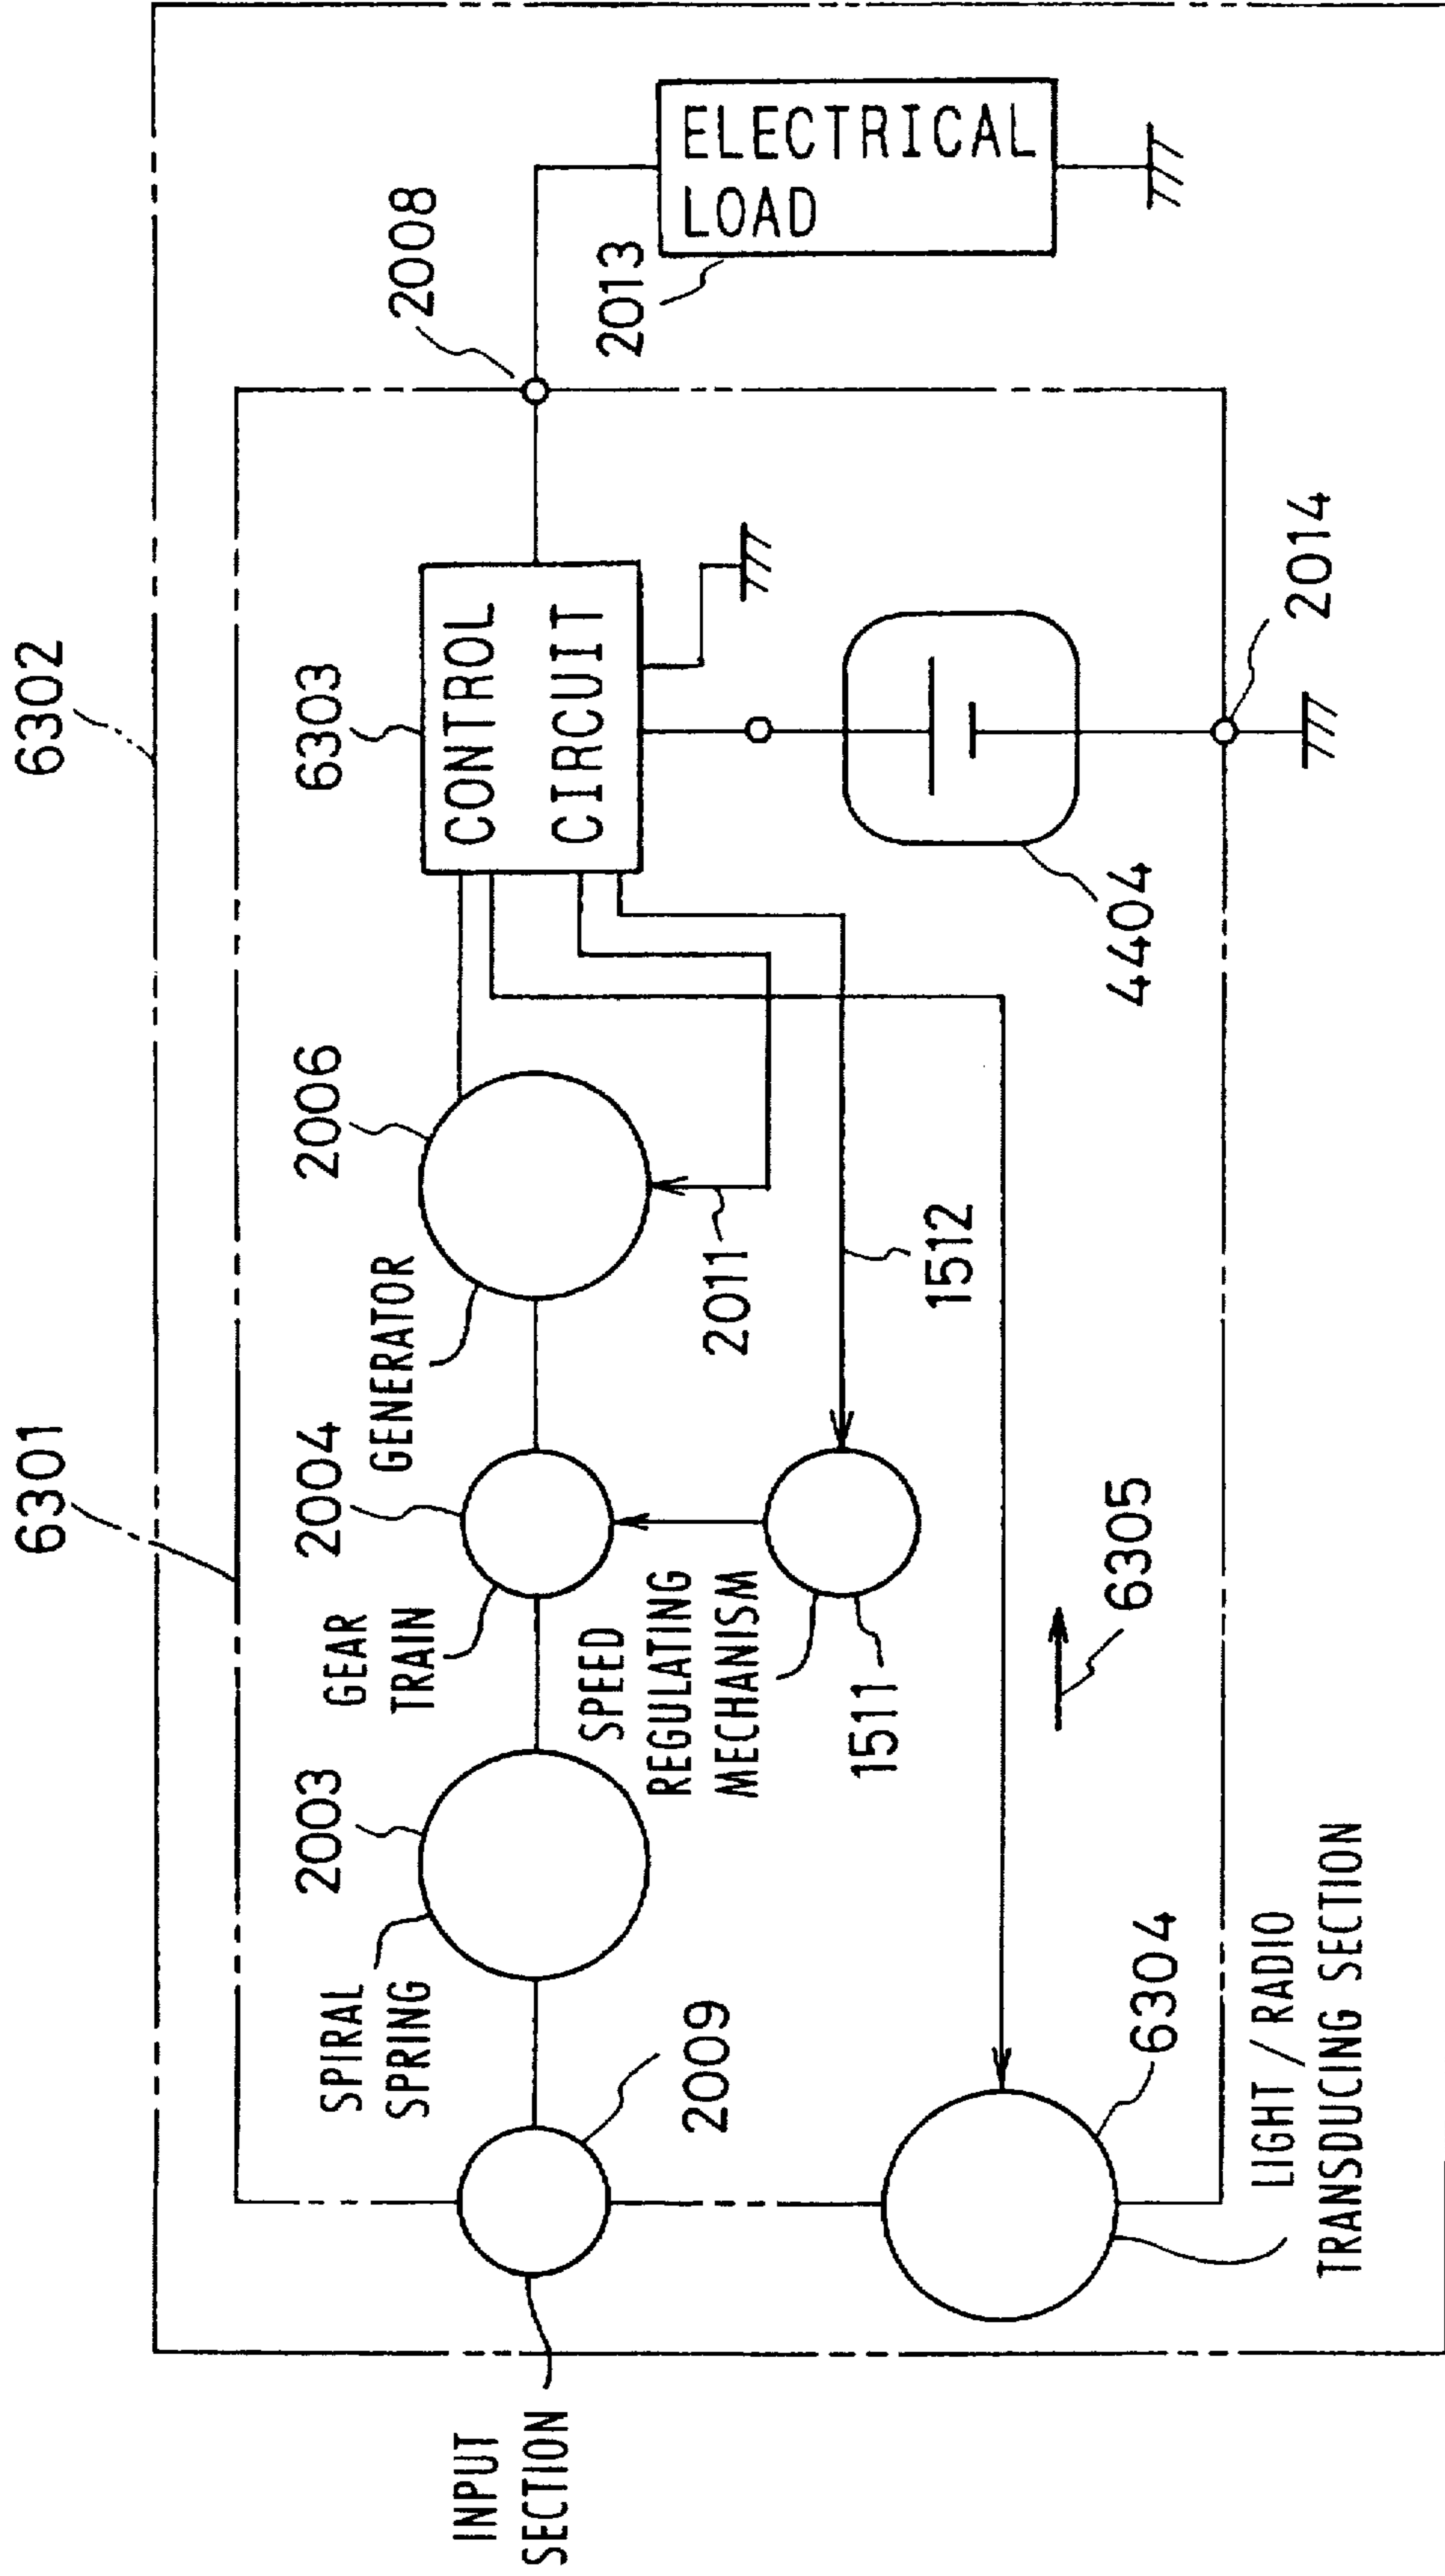 6301
6302
INPUT
SECTION
2009
SPIRAL
SPRING
2003
GEAR
TRAIN
2004
GENERATOR
2006
6303
CONTROL
CIRCUIT
2008
2013
ELECTRICAL
LOAD
SPEED
REGULATING
MECHANISM
1511
2011
1512
4404
2014
6305
6304
LIGHT / RADIO
TRANSDUCING SECTION